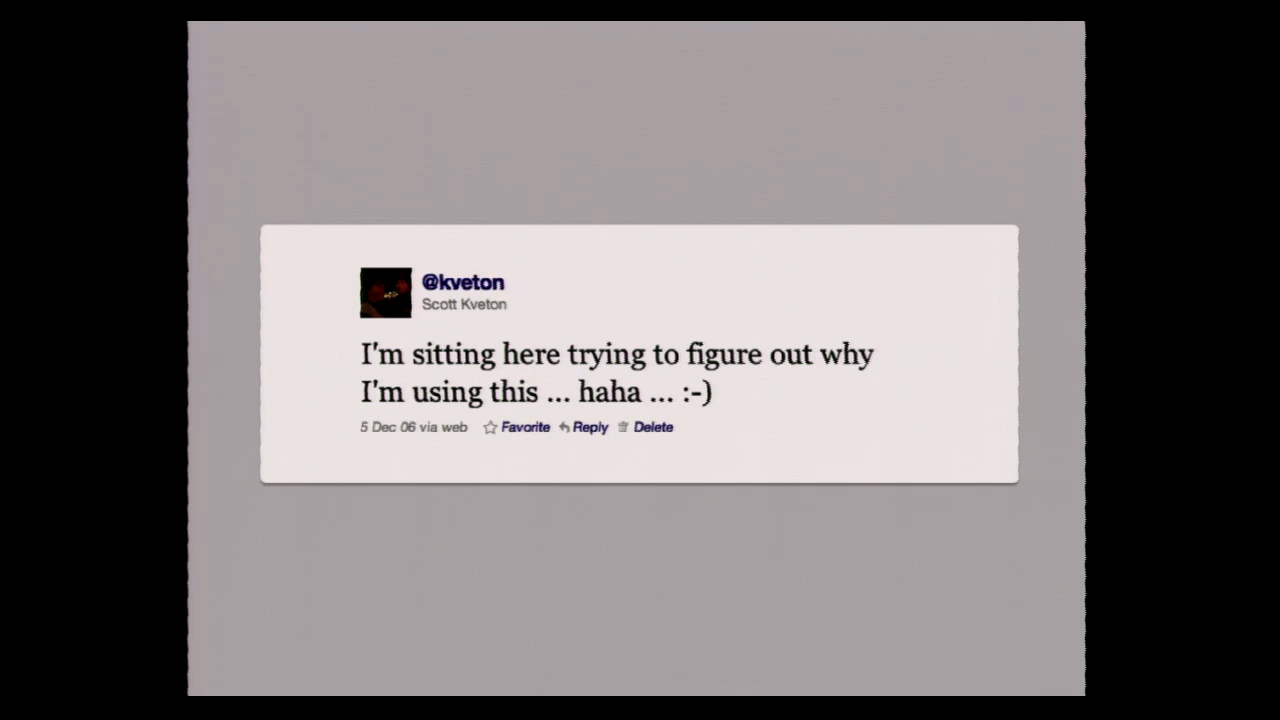 @kveton
Scott Kveton
I'm sitting here trying to figure out why
I'm using this ... haha ... :-)
5 Dec 06 via web Favorite Reply Delete